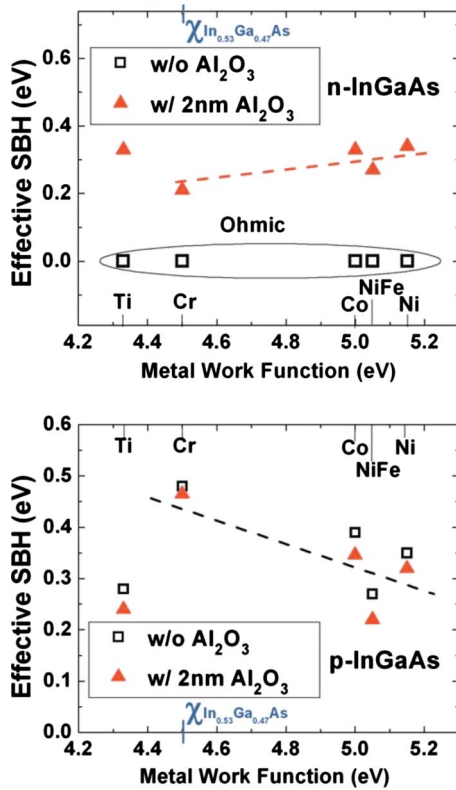 χIn₀.₅₃Ga₀.₄₇As
Effective SBH (eV)
0.6
0.4
0.2
0.0
w/o Al₂O₃
w/ 2nm Al₂O₃
n-InGaAs
Ohmic
Ti
Cr
Co
NiFe
Ni
4.2 4.4 4.6 4.8 5.0 5.2
Metal Work Function (eV)
Effective SBH (eV)
0.6
0.5
0.4
0.3
0.2
0.1
0.0
Ti
Cr
Co
NiFe
Ni
w/o Al₂O₃
w/ 2nm Al₂O₃
p-InGaAs
χIn₀.₅₃Ga₀.₄₇As
4.2 4.4 4.6 4.8 5.0 5.2
Metal Work Function (eV)